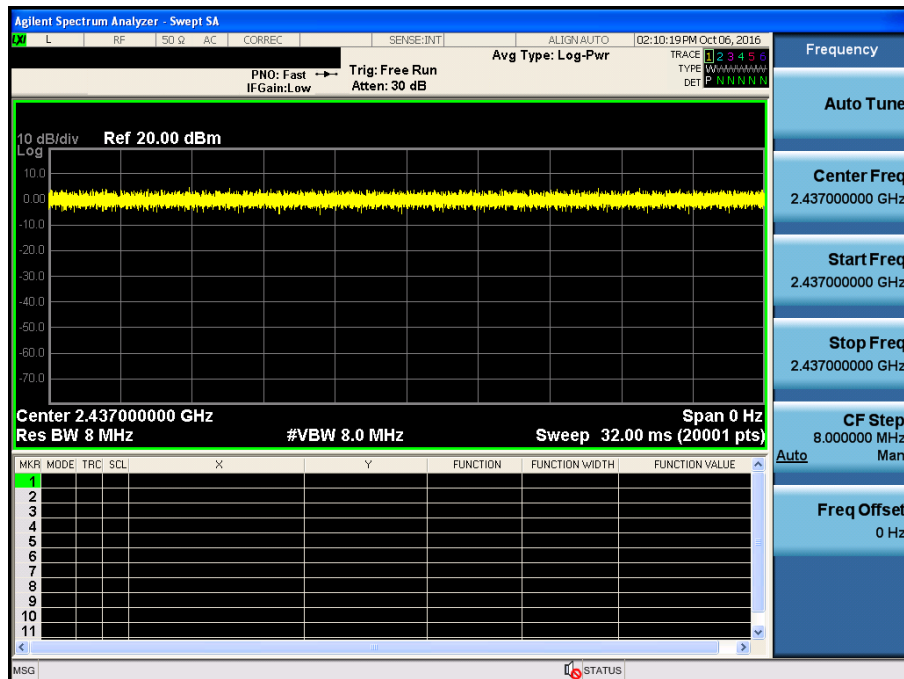 Agilent Spectrum Analyzer - Swept SA
LXI L RF 50 Ω AC CORREC SENSE:INT ALIGN AUTO 02:10:19 PM Oct 06, 2016
Frequency
Avg Type: Log-Pwr
TRACE 1 2 3 4 5 6
PNO: Fast Trig: Free Run
TYPE WWWWWW
IFGain:Low Atten: 30 dB
DET P N N N N N
Auto Tune
10 dB/div Ref 20.00 dBm
Log
10.0
0.00
-10.0
-20.0
-30.0
-40.0
-50.0
-60.0
-70.0
Center Freq
2.437000000 GHz
Start Freq
2.437000000 GHz
Stop Freq
2.437000000 GHz
CF Step
8.000000 MHz
Auto Man
Freq Offset
0 Hz
Center 2.437000000 GHz Span 0 Hz
Res BW 8 MHz #VBW 8.0 MHz Sweep 32.00 ms (20001 pts)
MKR MODE TRC SCL X Y FUNCTION FUNCTION WIDTH FUNCTION VALUE
1
2
3
4
5
6
7
8
9
10
11
MSG STATUS